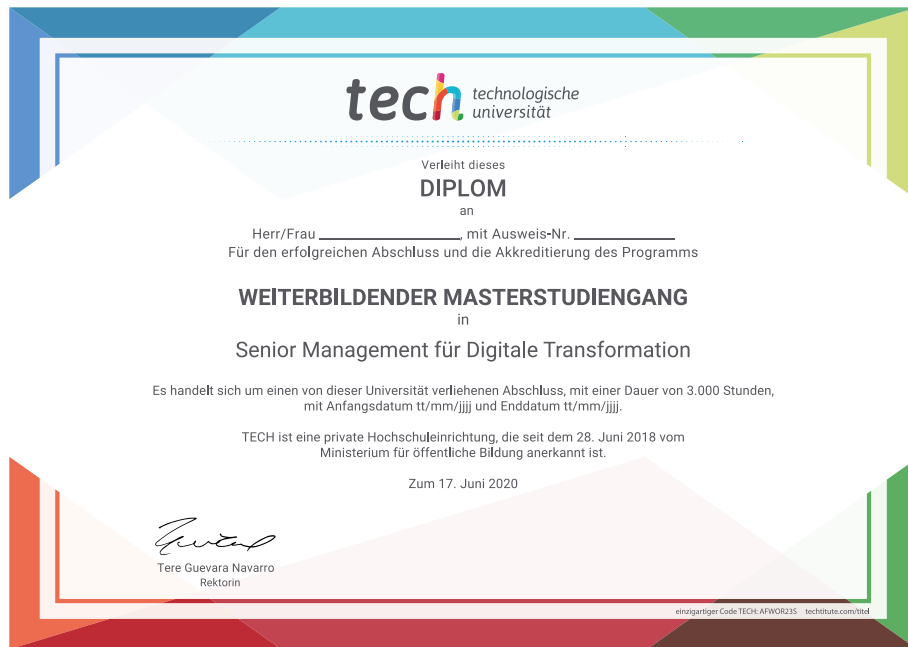 tech technologische
universität
Verleiht dieses
DIPLOM
an
Herr/Frau ____________________, mit Ausweis-Nr. ______________
Für den erfolgreichen Abschluss und die Akkreditierung des Programms
WEITERBILDENDER MASTERSTUDIENGANG
in
Senior Management für Digitale Transformation
Es handelt sich um einen von dieser Universität verliehenen Abschluss, mit einer Dauer von 3.000 Stunden,
mit Anfangsdatum tt/mm/jjjj und Enddatum tt/mm/jjjj.
TECH ist eine private Hochschuleinrichtung, die seit dem 28. Juni 2018 vom
Ministerium für öffentliche Bildung anerkannt ist.
Zum 17. Juni 2020
Tere Guevara Navarro
Rektorin
einzigartiger Code TECH: AFWOR23S techtitute.com/titel